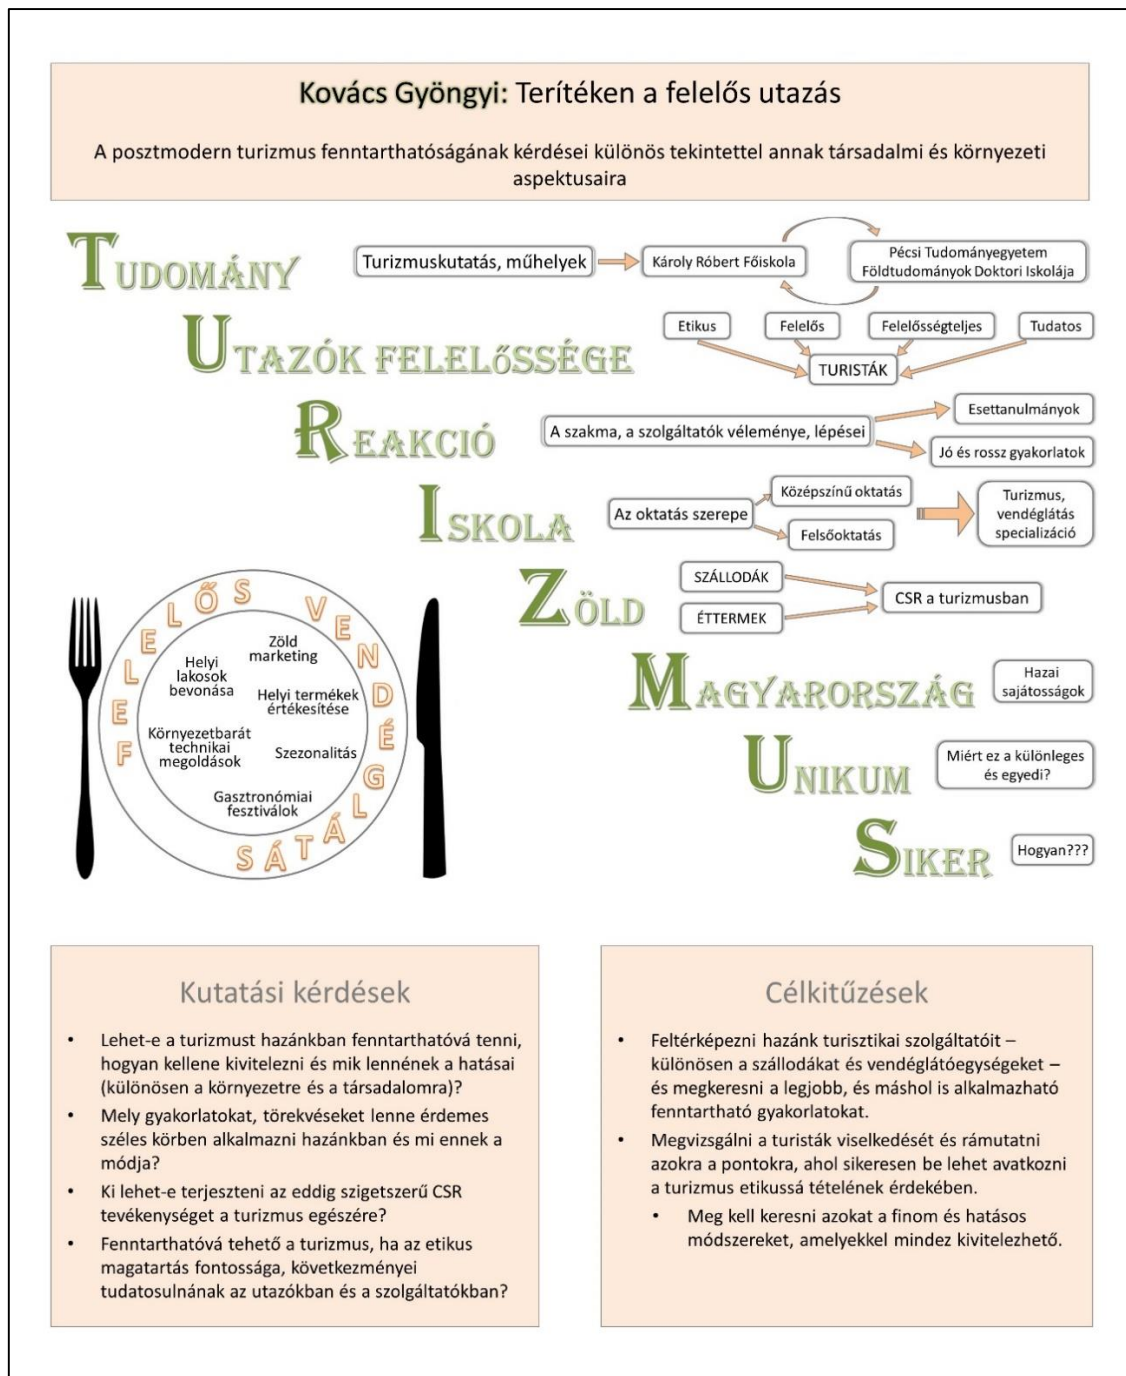 Kovács Gyöngyi: Terítéken a felelős utazás
A posztmodern turizmus fenntarthatóságának kérdései különös tekintettel annak társadalmi és környezeti
aspektusaira
TUDOMÁNY
Turizmuskutatás, műhelyek
Károly Róbert Főiskola
Pécsi Tudományegyetem
Földtudományok Doktori Iskolája
UTAZÓK FELELŐSSÉGE
Etikus
Felelős
Felelősségteljes
Tudatos
TURISTÁK
REAKCIÓ
A szakma, a szolgáltatók véleménye, lépései
Esettanulmányok
Jó és rossz gyakorlatok
ISKOLA
Az oktatás szerepe
Középszínű oktatás
Felsőoktatás
Turizmus,
vendéglátás
specializáció
ZÖLD
SZÁLLODÁK
ÉTTERMEK
CSR a turizmusban
MAGYARORSZÁG
Hazai
sajátosságok
UNIKUM
Miért ez a különleges
és egyedi?
SIKER
Hogyan???
FELELŐS VENDÉGLÁTÁS
Zöld
marketing
Helyi
lakosok
bevonása
Helyi termékek
értékesítése
Környezetbarát
technikai
megoldások
Szezonalitás
Gasztronómiai
fesztiválok
Kutatási kérdések
• Lehet-e a turizmust hazánkban fenntarthatóvá tenni,
hogyan kellene kivitelezni és mik lennének a hatásai
(különösen a környezetre és a társadalomra)?
• Mely gyakorlatokat, törekvéseket lenne érdemes
széles körben alkalmazni hazánkban és mi ennek a
módja?
• Ki lehet-e terjeszteni az eddig szigetszerű CSR
tevékenységet a turizmus egészére?
• Fenntarthatóvá tehető a turizmus, ha az etikus
magatartás fontossága, következményei
tudatosulnának az utazókban és a szolgáltatókban?
Célkitűzések
• Feltérképezni hazánk turisztikai szolgáltatóit –
különösen a szállodákat és vendéglátóegységeket –
és megkeresni a legjobb, és máshol is alkalmazható
fenntartható gyakorlatokat.
• Megvizsgálni a turisták viselkedését és rámutatni
azokra a pontokra, ahol sikeresen be lehet avatkozni
a turizmus etikussá tételének érdekében.
• Meg kell keresni azokat a finom és hatásos
módszereket, amelyekkel mindez kivitelezhető.